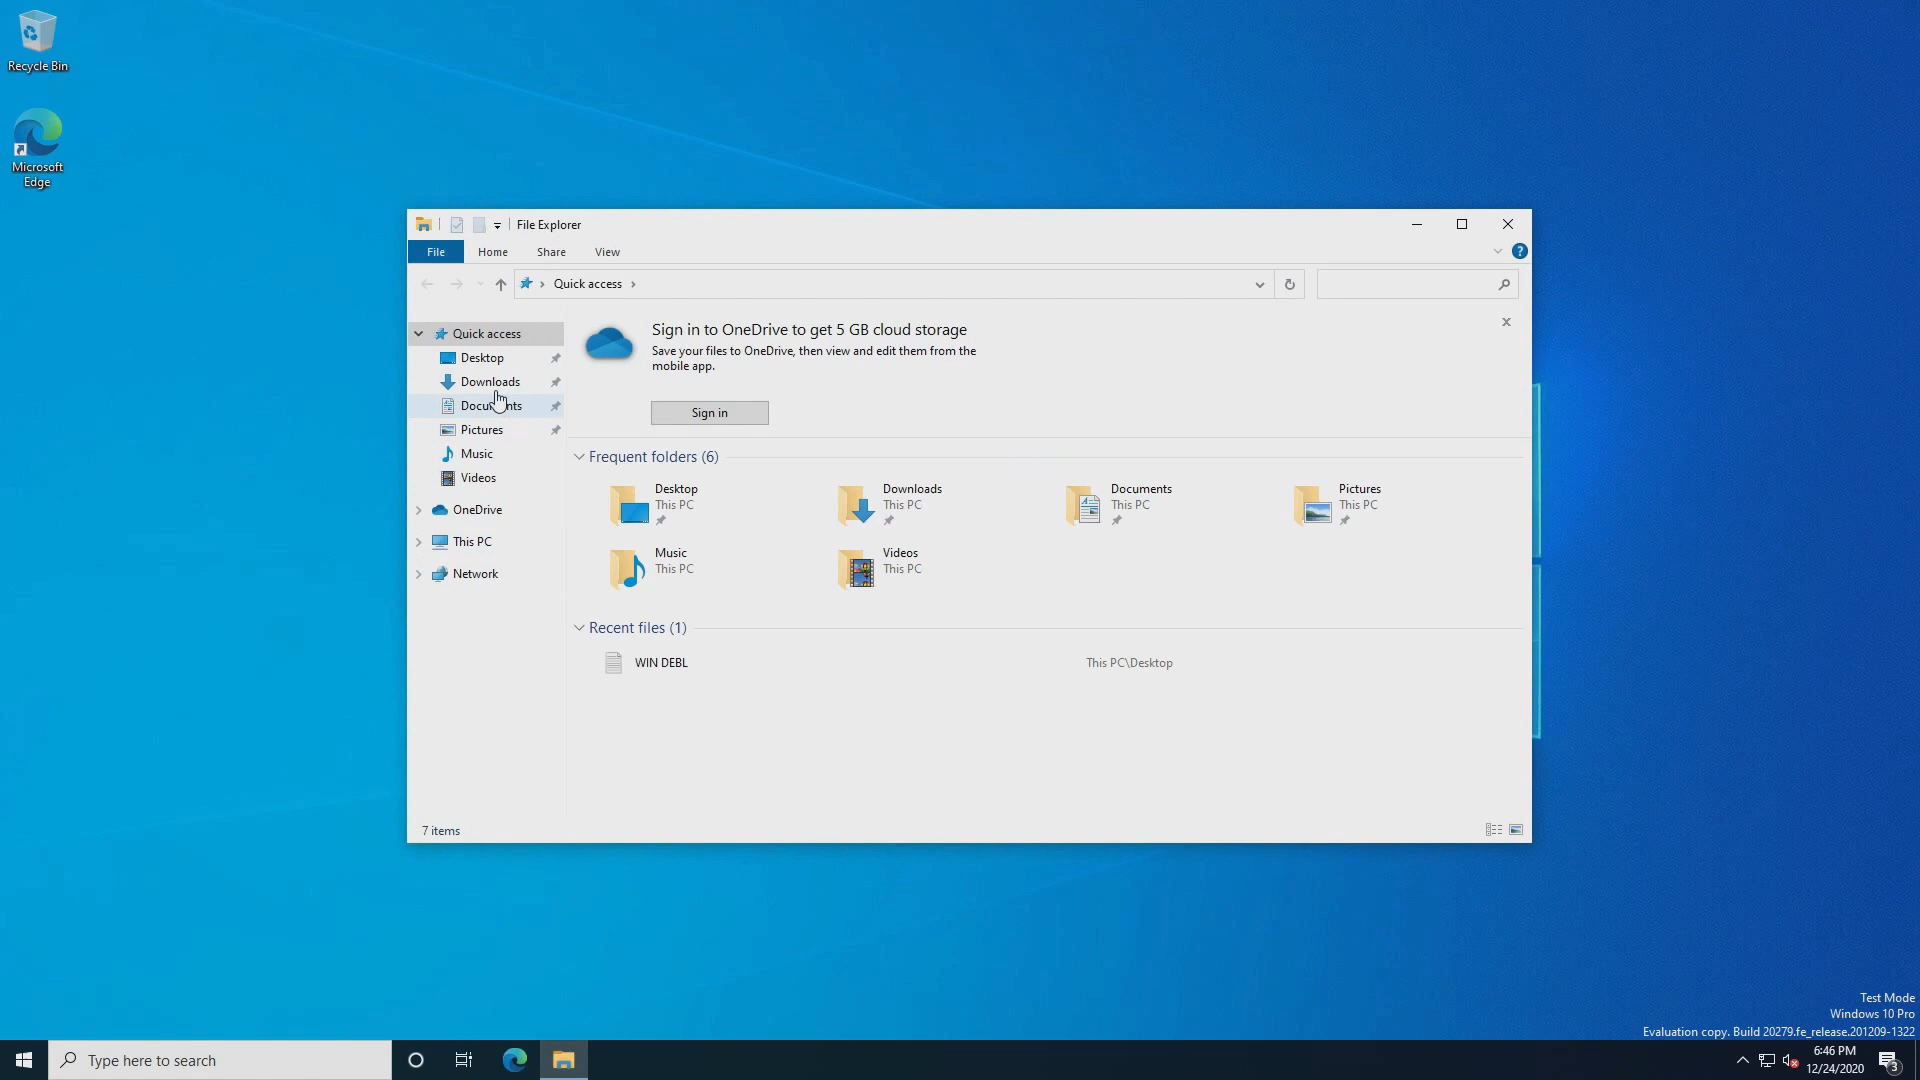 Recycle Bin
Microsoft
Edge
File Explorer
File
Home
Share
View
?
Quick access
Quick access
Desktop
Downloads
Documents
Pictures
Music
Videos
OneDrive
This PC
Network
Sign in to OneDrive to get 5 GB cloud storage
Save your files to OneDrive, then view and edit them from the
mobile app.
Sign in
Frequent folders (6)
Desktop
This PC
Downloads
This PC
Documents
This PC
Pictures
This PC
Music
This PC
Videos
This PC
Recent files (1)
WIN DEBL
This PC\Desktop
7 items
Test Mode
Windows 10 Pro
Evaluation copy. Build 20279.fe_release.201209-1322
Type here to search
6:46 PM
12/24/2020
3